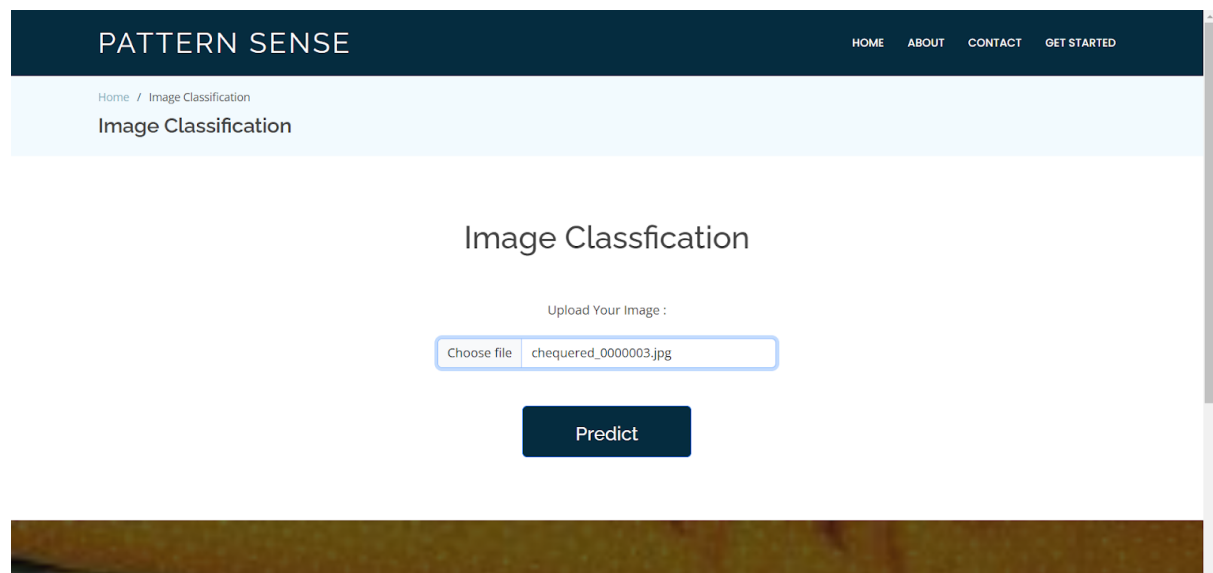 PATTERN SENSE
HOME ABOUT CONTACT GET STARTED
Home / Image Classification
Image Classification
Image Classfication
Upload Your Image :
Choose file chequered_0000003.jpg
Predict